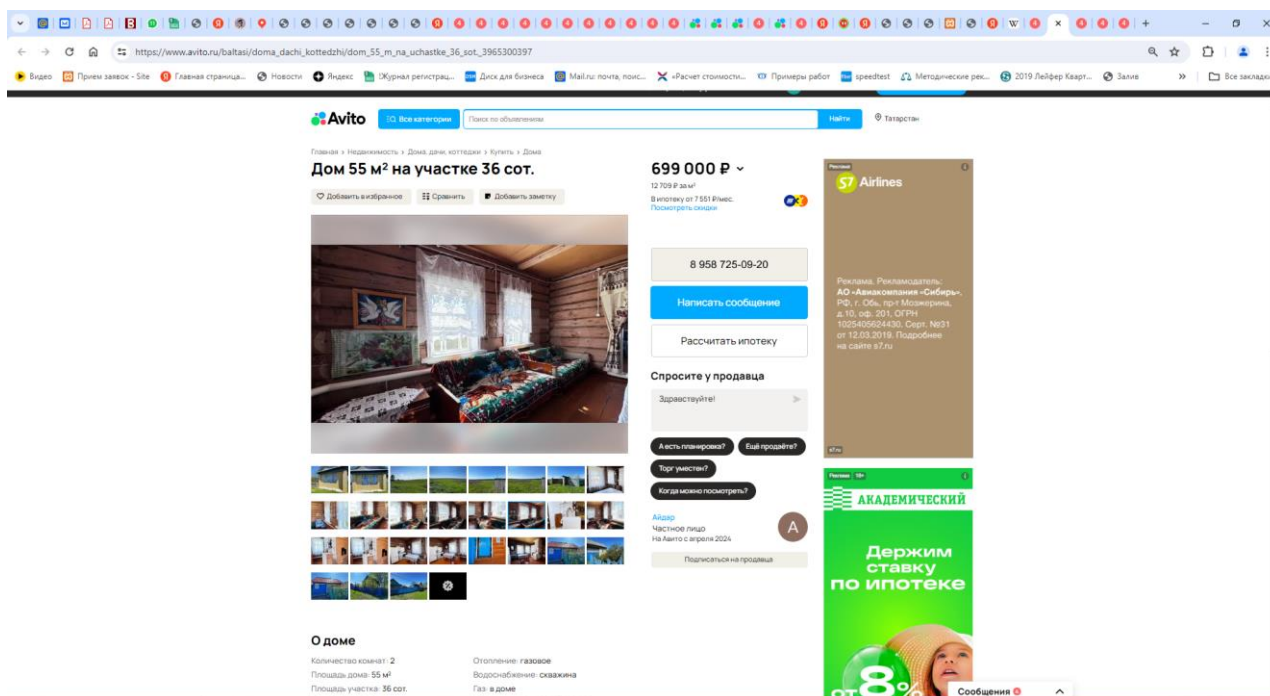 https://www.avito.ru/baltasi/doma_dachi_kottedzhi/dom_55_m_na_uchastke_36_sot._3965300397
Видео
Прием заявок - Site
Главная страница...
Новости
Яндекс
Журнал регистрац...
Диск для бизнеса
Mail.ru: почта, поис...
«Расчет стоимости...
Примеры работ
speedtest
Методические рек...
2019 Лейфер Кварт...
Залив
»
Все закладки
Avito
Все категории
Поиск по объявлениям
Найти
Татарстан
Главная › Недвижимость › Дома, дачи, коттеджи › Купить › Дома
Дом 55 м² на участке 36 сот.
Добавить в избранное
Сравнить
Добавить заметку
699 000 ₽
12 709 ₽ за м²
В ипотеку от 7 551 ₽/мес.
Посмотреть скидки
8 958 725-09-20
Написать сообщение
Рассчитать ипотеку
Спросите у продавца
Здравствуйте!
А есть планировка?
Ещё продаёте?
Торг уместен?
Когда можно посмотреть?
Айдар
Частное лицо
На Авито с апреля 2024
А
Подписаться на продавца
Реклама
S7 Airlines
Реклама. Рекламодатель:
АО «Авиакомпания «Сибирь»,
РФ, г. Обь, пр-т Мозжерина,
д.10, оф. 201, ОГРН
1025405624430. Серт. №31
от 12.03.2019. Подробнее
на сайте s7.ru
s7.ru
Реклама 18+
АКАДЕМИЧЕСКИЙ
Держим
ставку
по ипотеке
от 8%
О доме
Количество комнат: 2
Площадь дома: 55 м²
Площадь участка: 36 сот.
Отопление: газовое
Водоснабжение: скважина
Газ: в доме
Сообщения